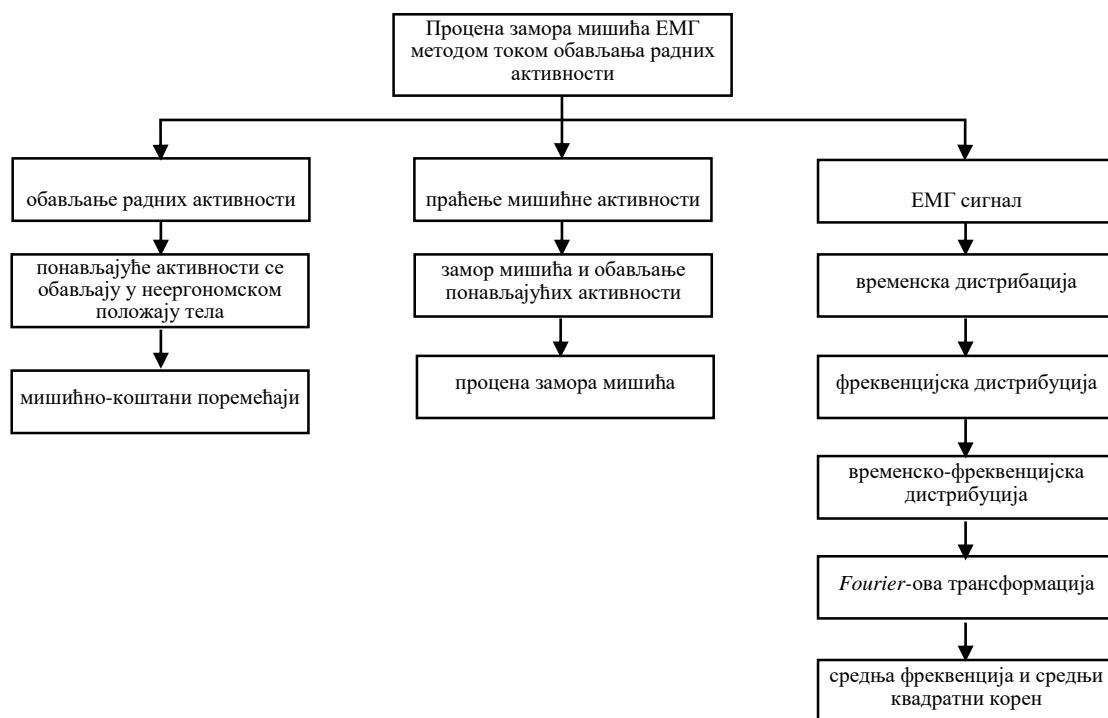 Процена замора мишића ЕМГ
методом током обављања радних
активности
обављање радних активности
праћење мишићне активности
ЕМГ сигнал
понављајуће активности се
обављају у неергономском
положају тела
замор мишића и обављање
понављајућих активности
временска дистрибација
мишићно-коштани поремећаји
процена замора мишића
фреквенцијска дистрибуција
временско-фреквенцијска
дистрибуција
Fourier-ова трансформација
средња фреквенција и средњи
квадратни корен